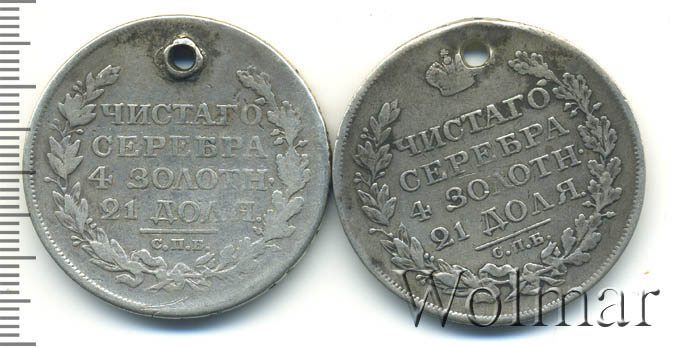 ЧИСТАГО
СЕРЕБРА
4 ЗОЛОТН.
21 ДОЛЯ.
С.П.Б.
ЧИСТАГО
СЕРЕБРА
4 ЗОЛОТН.
21 ДОЛЯ.
С.П.Б.
Wolmar